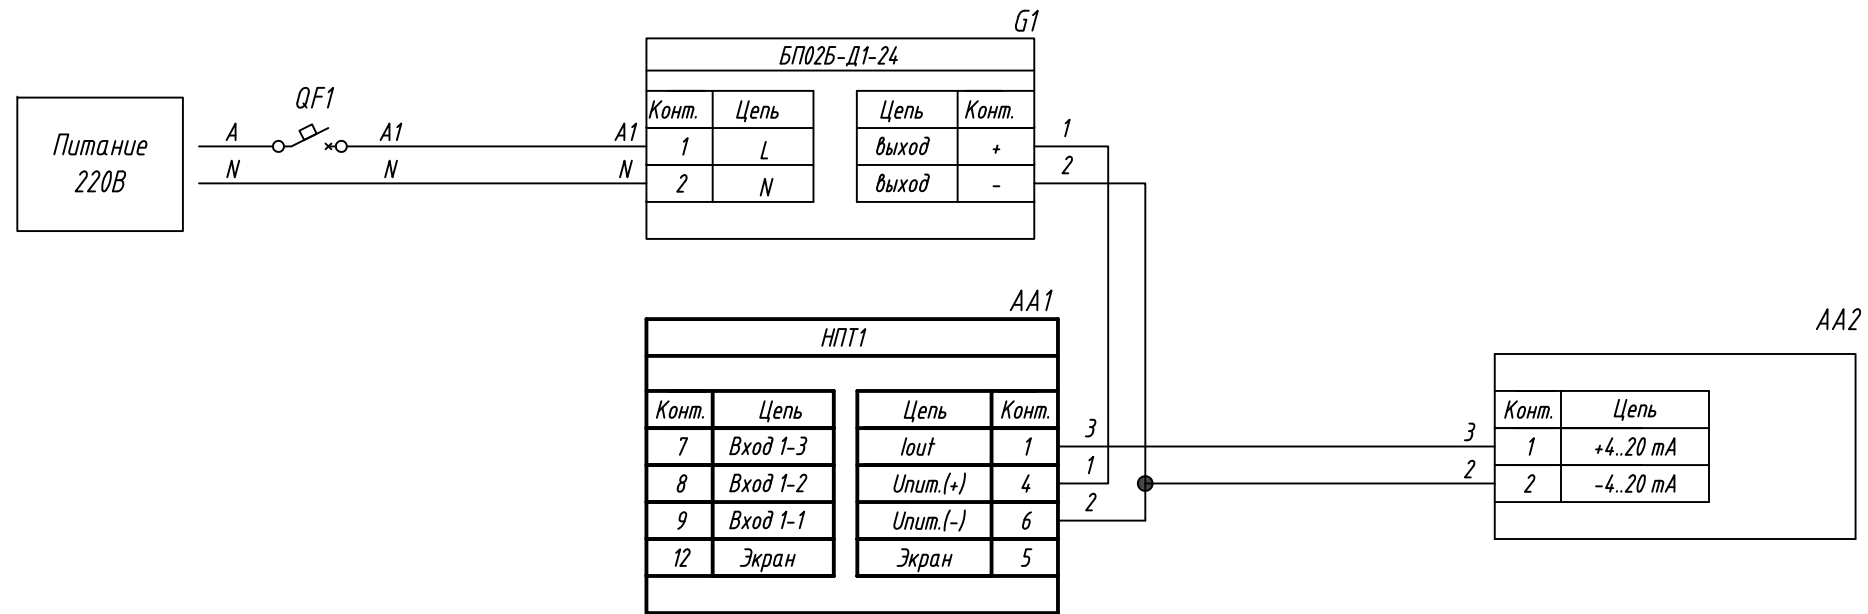 G1
БП02Б-Д1-24
Питание
220В
QF1
A
A1
A1
N
N
N
Конт. Цепь
1 L
2 N
Цепь Конт.
выход +
выход -
1
2
AA1
НПТ1
Конт. Цепь
7 Вход 1-3
8 Вход 1-2
9 Вход 1-1
12 Экран
Цепь Конт.
Iout 1
Uпит.(+) 4
Uпит.(-) 6
Экран 5
3
1
2
3
2
AA2
Конт. Цепь
1 +4..20 mA
2 -4..20 mA